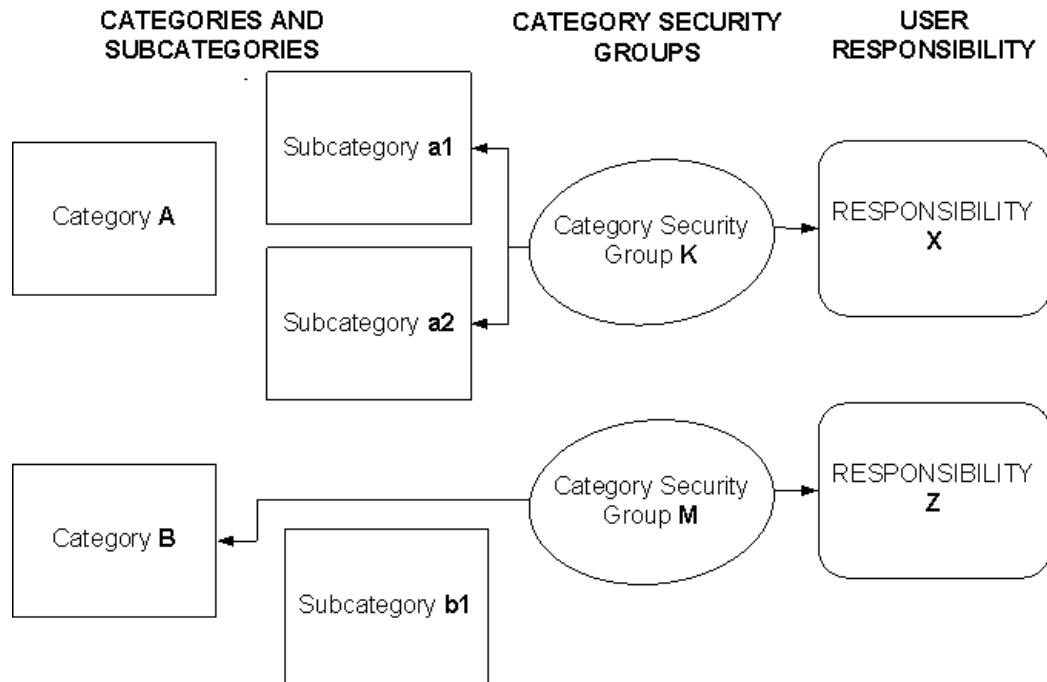 CATEGORIES AND
SUBCATEGORIES
CATEGORY SECURITY
GROUPS
USER
RESPONSIBILITY
Subcategory a1
Category A
Category Security
Group K
RESPONSIBILITY
X
Subcategory a2
Category B
Category Security
Group M
RESPONSIBILITY
Z
Subcategory b1